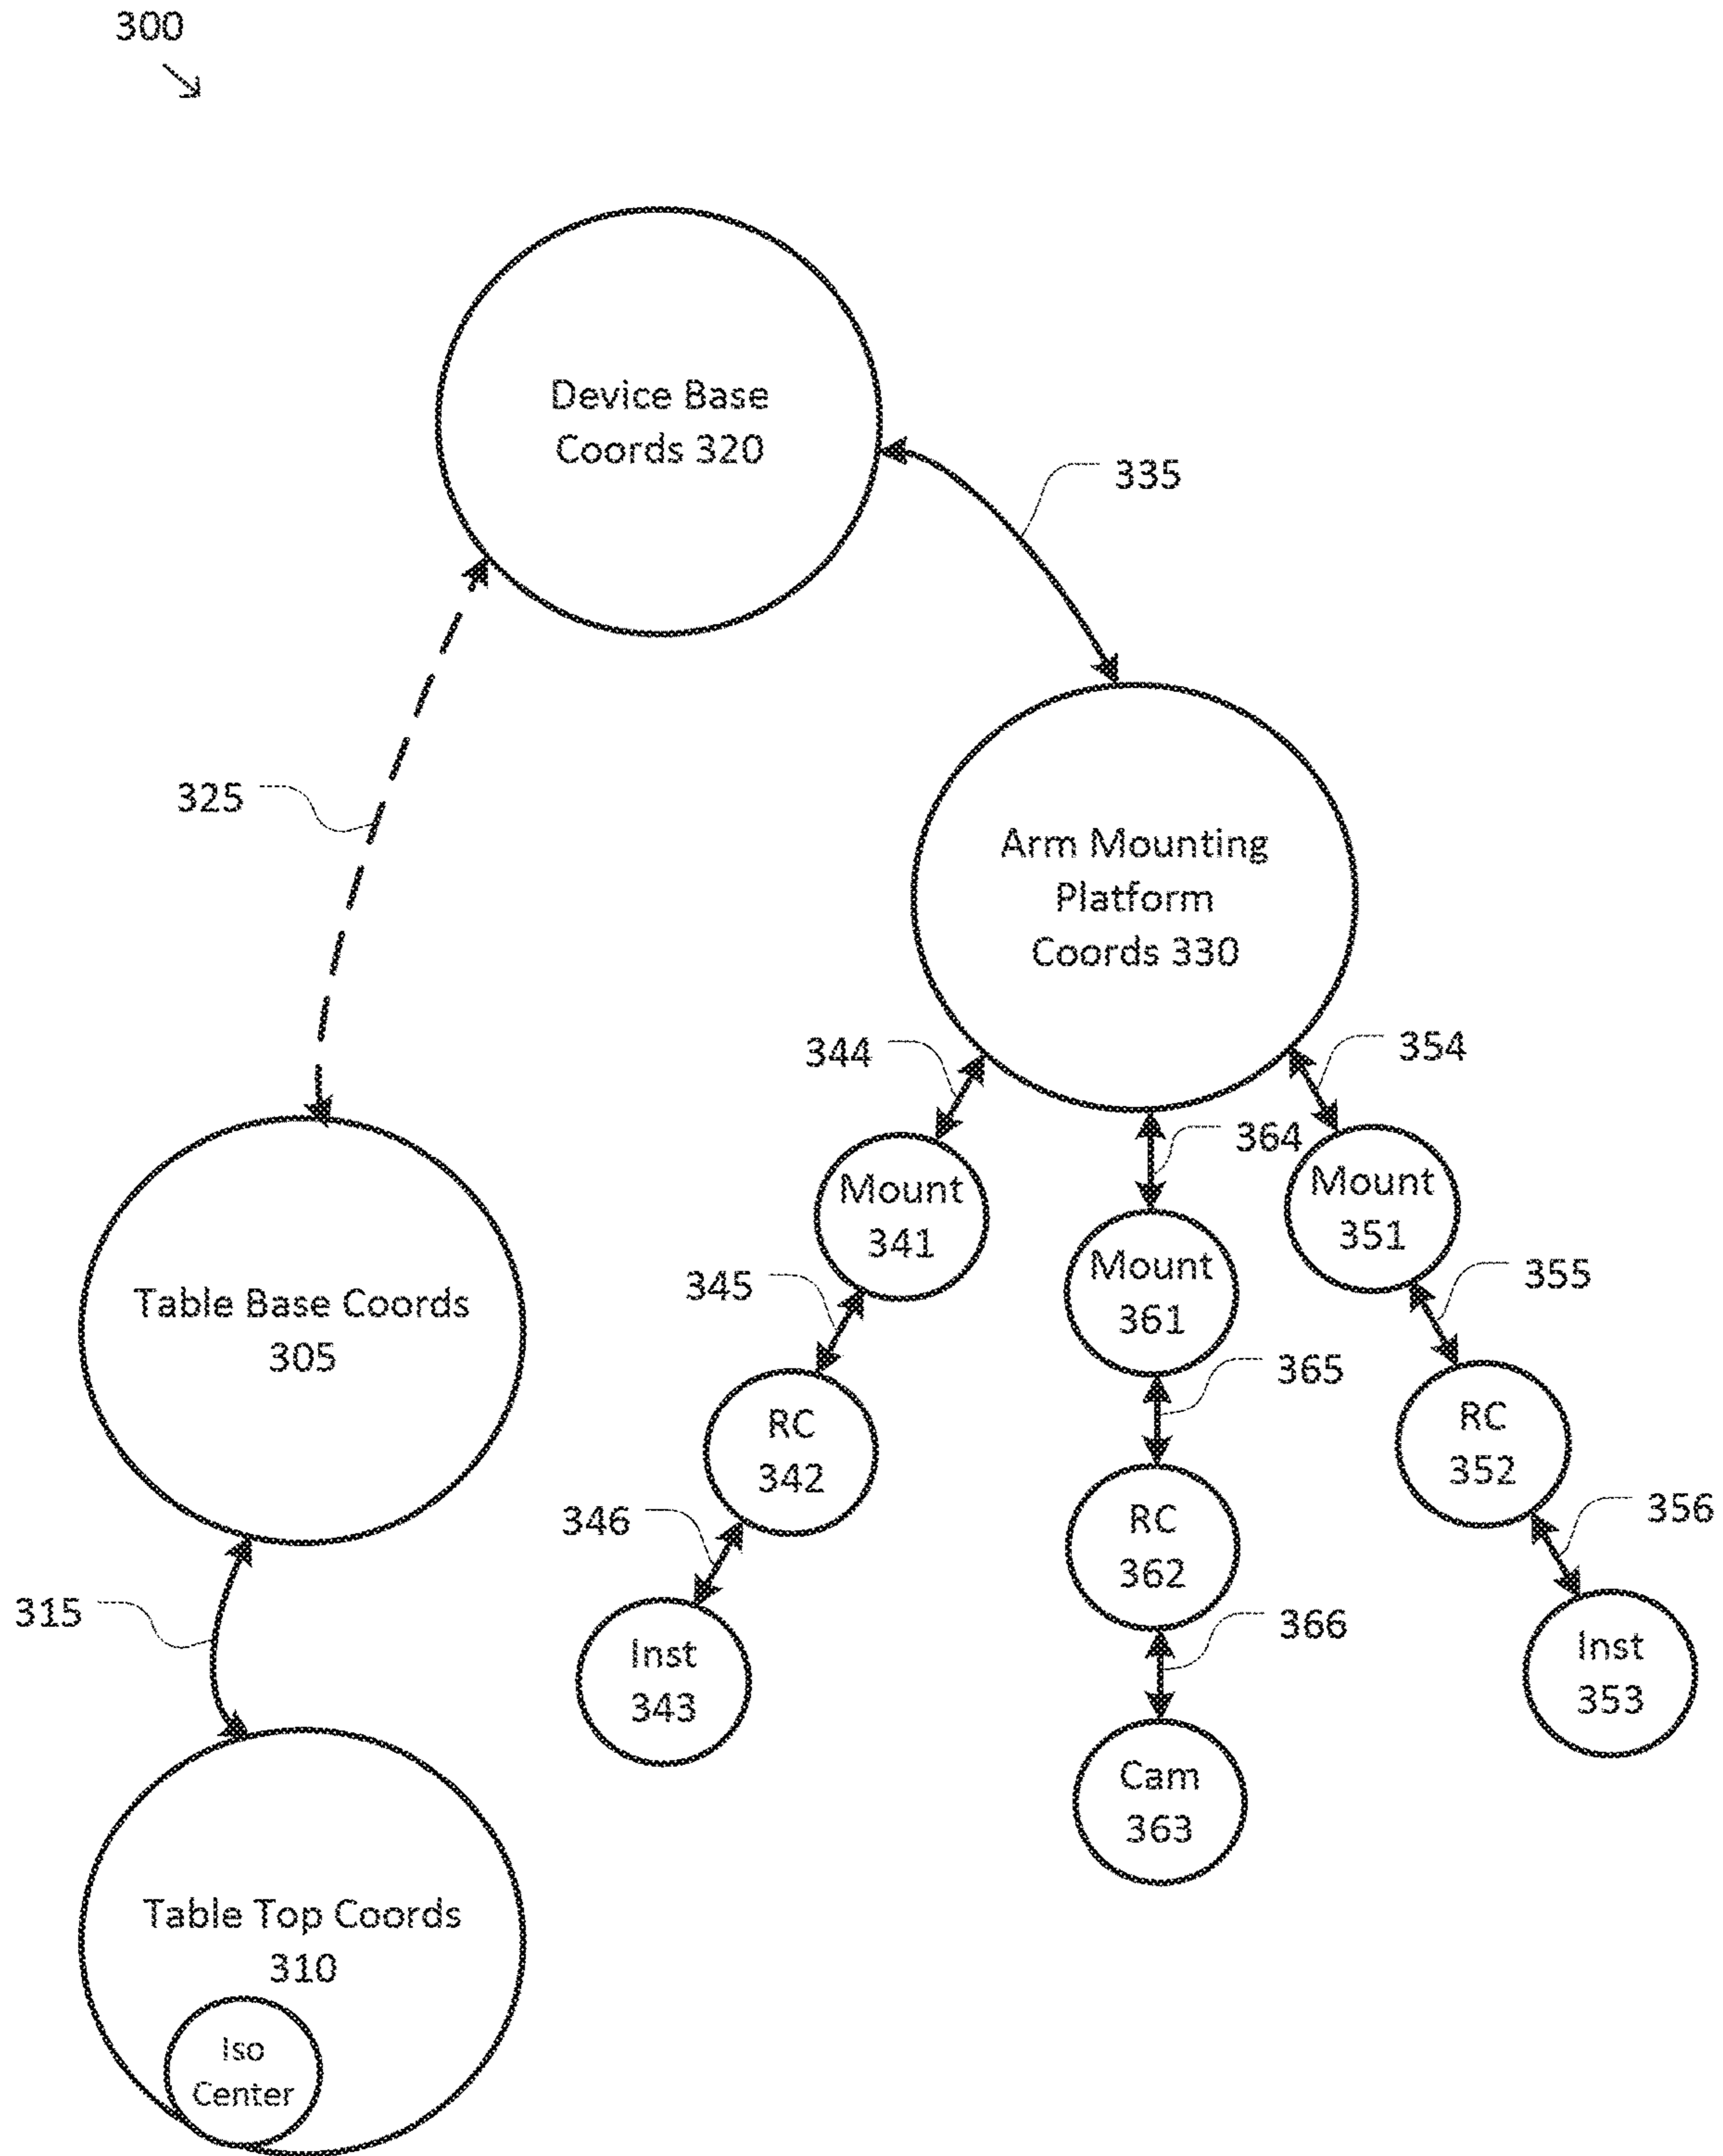 300
Device Base
Coords 320
335
325
Arm Mounting
Platform
Coords 330
344
354
364
Mount
341
Mount
351
Mount
361
345
355
Table Base Coords
305
365
RC
342
RC
352
346
RC
362
356
315
366
Inst
343
Inst
353
Cam
363
Table Top Coords
310
Iso
Center